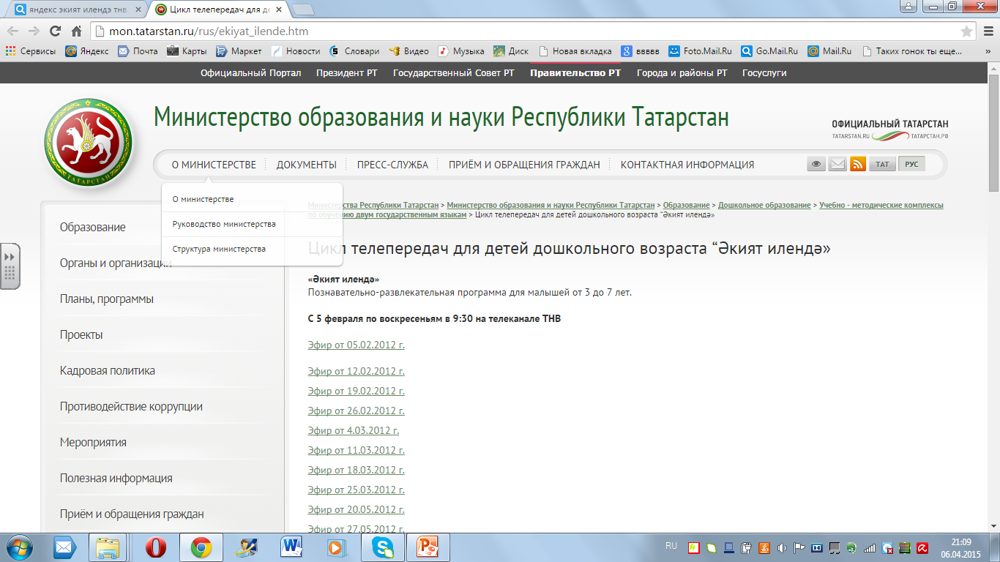 яндекс экият илендэ тнв
Цикл телепередач для де
mon.tatarstan.ru/rus/ekiyat_ilende.htm
Сервисы Яндекс Почта Карты Маркет Новости Словари Видео Музыка Диск Новая вкладка ввввв Foto.Mail.Ru Go.Mail.Ru Mail.Ru Таких гонок ты еще... »
Официальный Портал Президент РТ Государственный Совет РТ Правительство РТ Города и районы РТ Госуслуги
ТАТАРСТАН
Министерство образования и науки Республики Татарстан
ОФИЦИАЛЬНЫЙ ТАТАРСТАН
TATARSTAN.RU ТАТАРСТАН.РФ
О МИНИСТЕРСТВЕ ДОКУМЕНТЫ ПРЕСС-СЛУЖБА ПРИЁМ И ОБРАЩЕНИЯ ГРАЖДАН КОНТАКТНАЯ ИНФОРМАЦИЯ ТАТ РУС
О министерстве
Руководство министерства
Структура министерства
Образование
Органы и организации
Планы, программы
Проекты
Кадровая политика
Противодействие коррупции
Мероприятия
Полезная информация
Приём и обращения граждан
Министерства Республики Татарстан > Министерство образования и науки Республики Татарстан > Образование > Дошкольное образование > Учебно - методические комплексы
по обучению двум государственным языкам > Цикл телепередач для детей дошкольного возраста “Әкият илендә»
Цикл телепередач для детей дошкольного возраста “Әкият илендә»
«Әкият илендә»
Познавательно-развлекательная программа для малышей от 3 до 7 лет.
С 5 февраля по воскресеньям в 9:30 на телеканале ТНВ
Эфир от 05.02.2012 г.
Эфир от 12.02.2012 г.
Эфир от 19.02.2012 г.
Эфир от 26.02.2012 г.
Эфир от 4.03.2012 г.
Эфир от 11.03.2012 г.
Эфир от 18.03.2012 г.
Эфир от 25.03.2012 г.
Эфир от 20.05.2012 г.
Эфир от 27.05.2012 г.
RU
21:09
06.04.2015